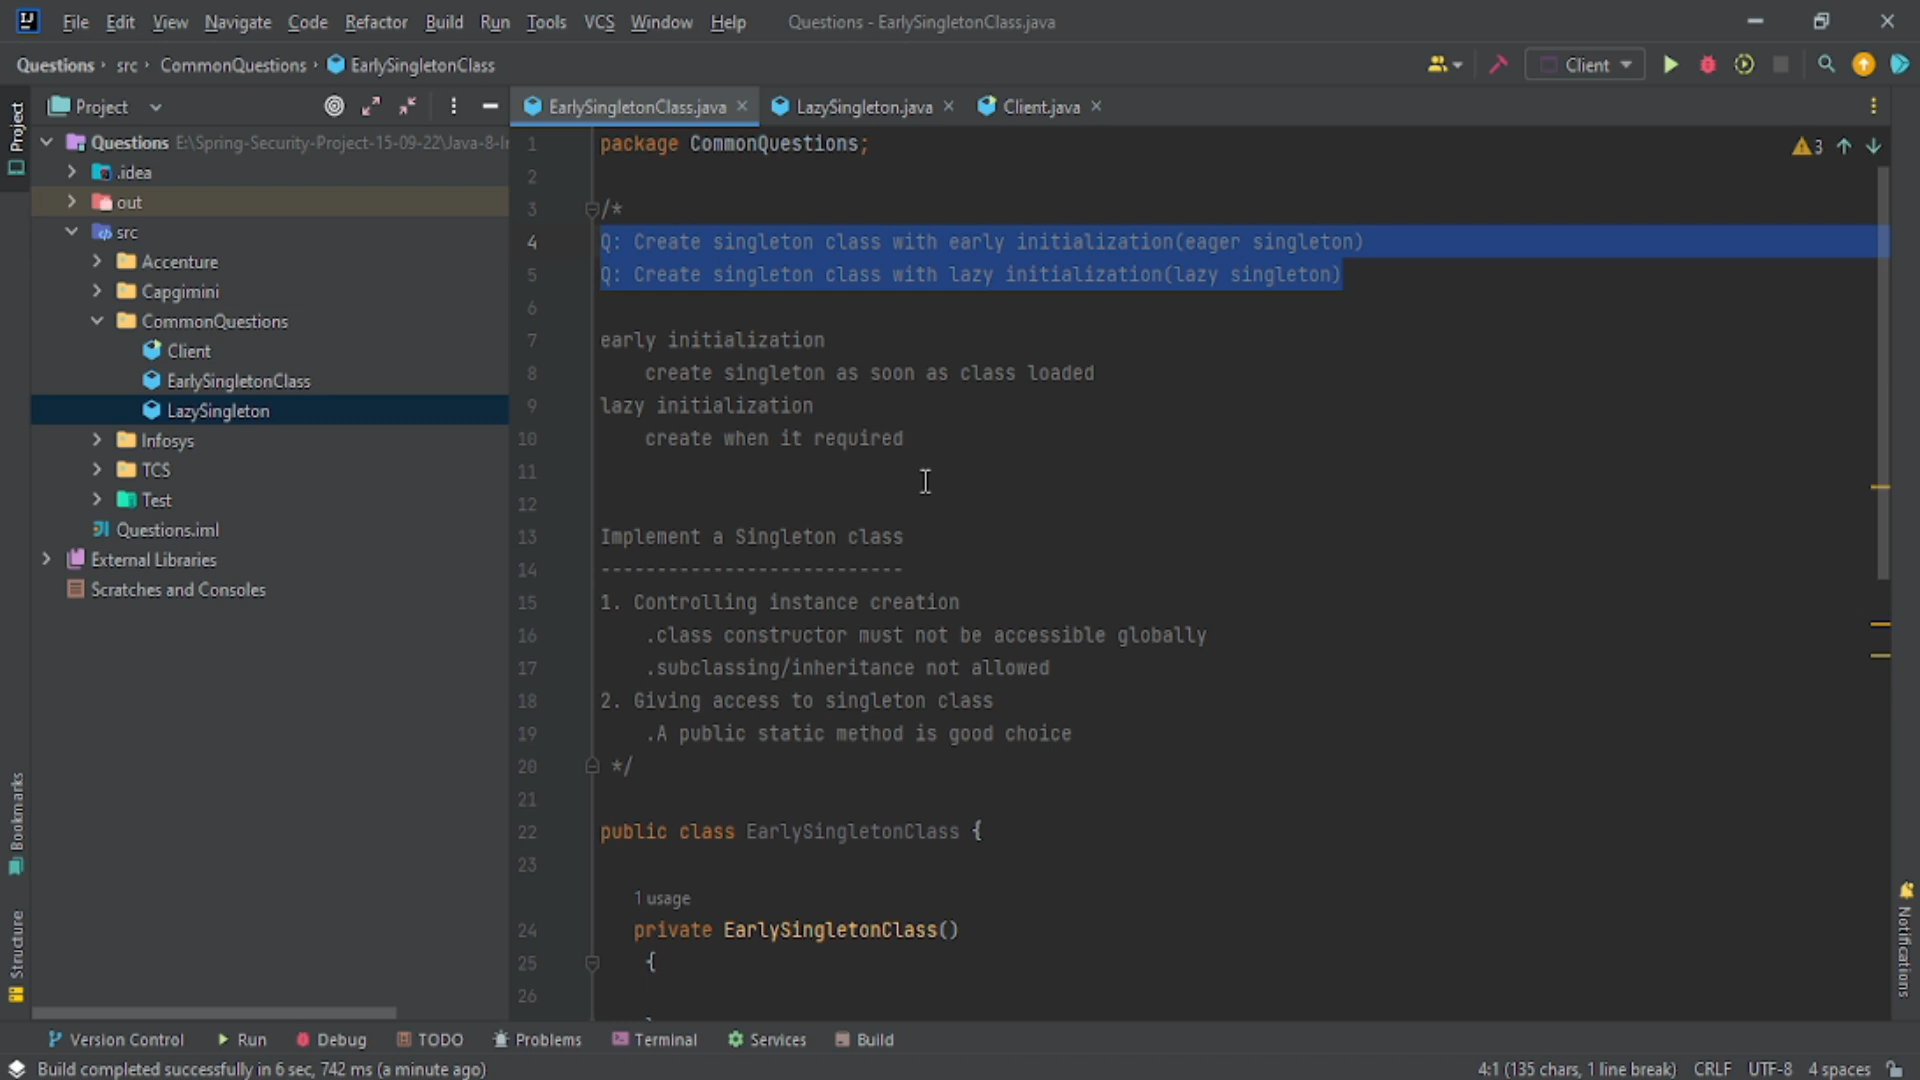 File Edit View Navigate Code Refactor Build Run Tools VCS Window Help Questions - EarlySingletonClass.java
Questions src CommonQuestions EarlySingletonClass Client
Project
Project
EarlySingletonClass.java LazySingleton.java Client.java
Questions E:\Spring-Security-Project-15-09-22\Java-8-I
.idea
out
src
Accenture
Capgimini
CommonQuestions
Client
EarlySingletonClass
LazySingleton
Infosys
TCS
Test
Questions.iml
External Libraries
Scratches and Consoles
Bookmarks
Structure
3
1 package CommonQuestions;
2
3 /*
4 Q: Create singleton class with early initialization(eager singleton)
5 Q: Create singleton class with lazy initialization(lazy singleton)
6
7 early initialization
8 create singleton as soon as class loaded
9 lazy initialization
10 create when it required
11
12
13 Implement a Singleton class
14 ---------------------------
15 1. Controlling instance creation
16 .class constructor must not be accessible globally
17 .subclassing/inheritance not allowed
18 2. Giving access to singleton class
19 .A public static method is good choice
20 */
21
22 public class EarlySingletonClass {
23
1 usage
24 private EarlySingletonClass()
25 {
26
Notifications
Version Control Run Debug TODO Problems Terminal Services Build
Build completed successfully in 6 sec, 742 ms (a minute ago) 4:1 (135 chars, 1 line break) CRLF UTF-8 4 spaces